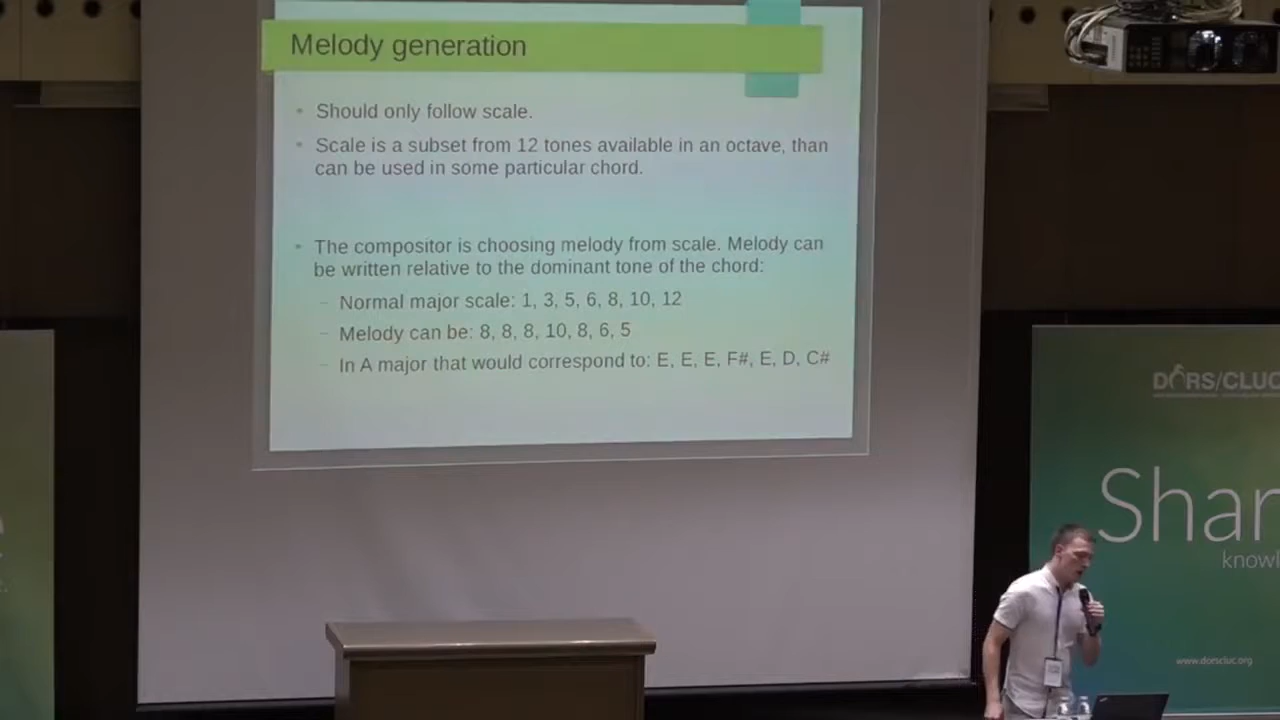 Melody generation
Should only follow scale.
Scale is a subset from 12 tones available in an octave, than
can be used in some particular chord.
The compositor is choosing melody from scale. Melody can
be written relative to the dominant tone of the chord:
Normal major scale: 1, 3, 5, 6, 8, 10, 12
Melody can be: 8, 8, 8, 10, 8, 6, 5
In A major that would correspond to: E, E, E, F#, E, D, C#
DORS/CLUC
Shar
knowl
www.dorscluc.org